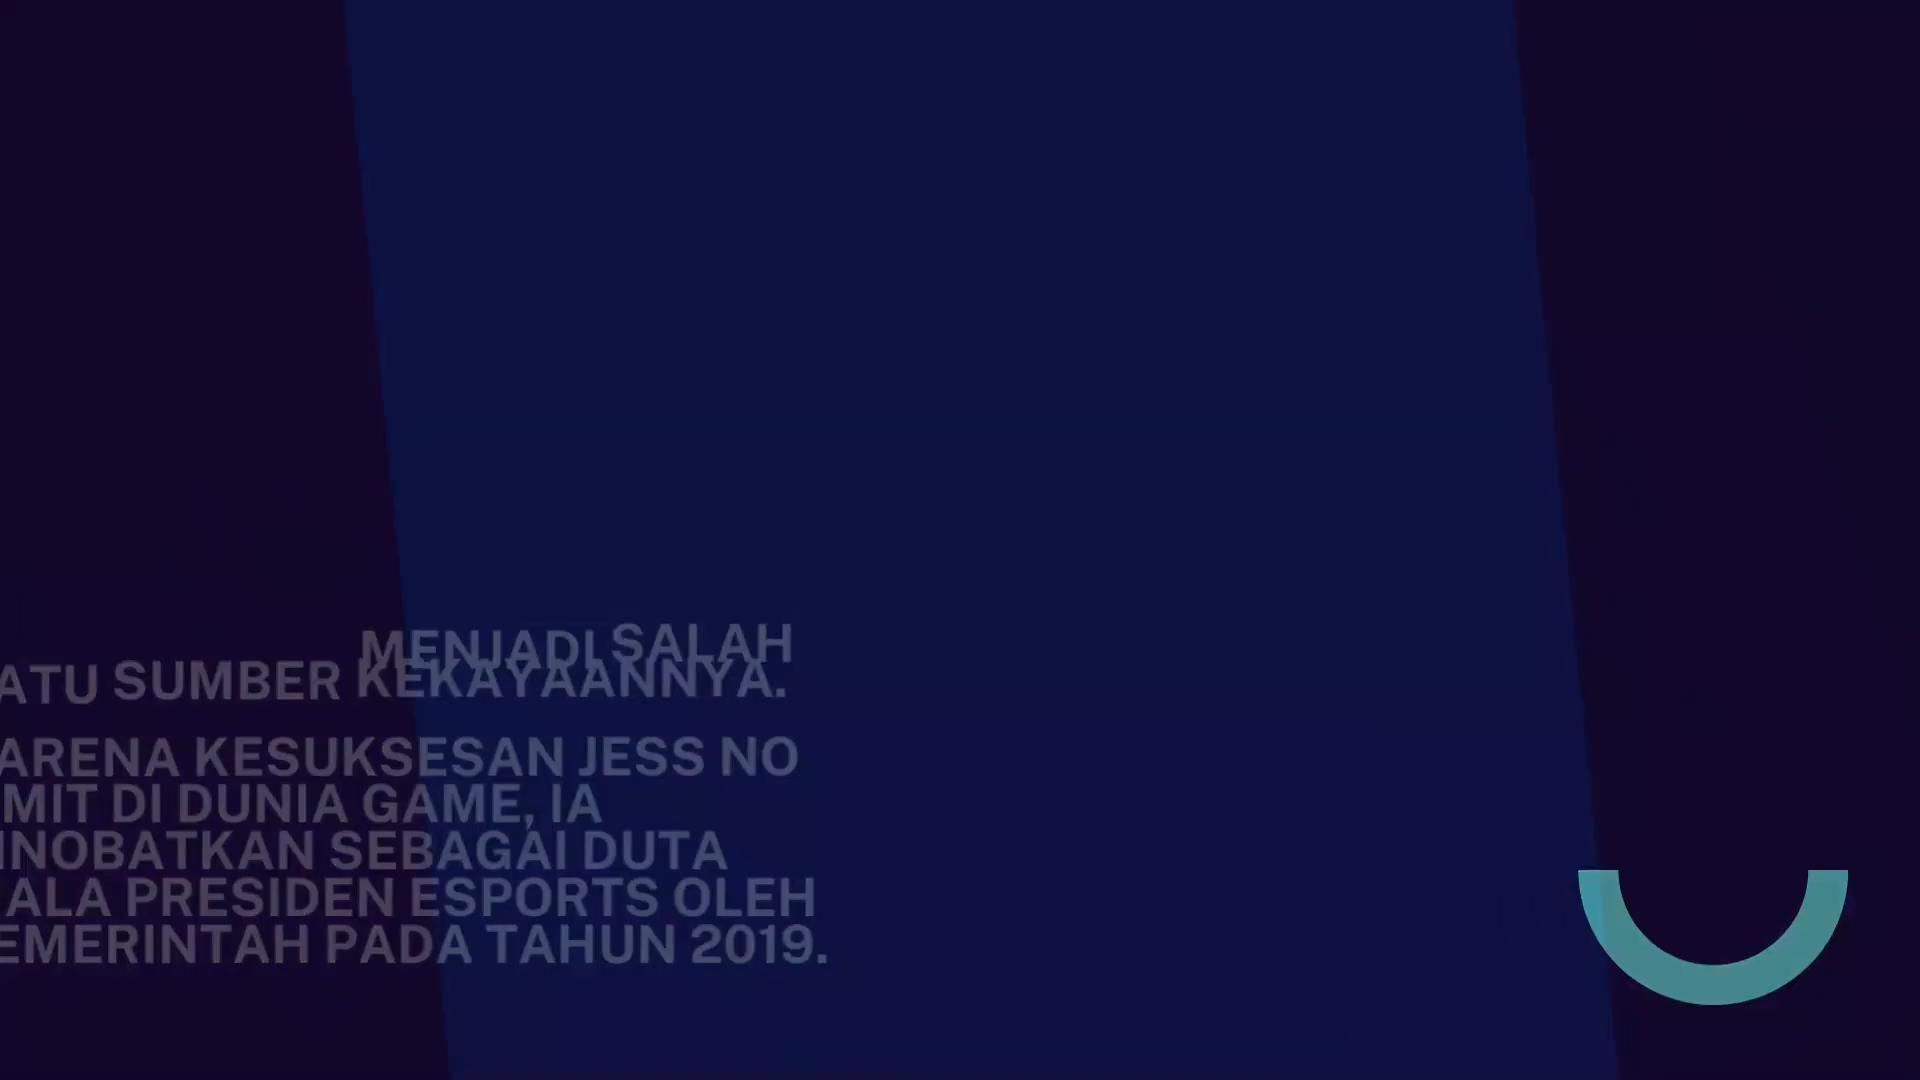 MENJADI SALAH
ATU SUMBER KEKAYAANNYA.
ARENA KESUKSESAN JESS NO
MIT DI DUNIA GAME, IA
INOBATKAN SEBAGAI DUTA
ALA PRESIDEN ESPORTS OLEH
EMERINTAH PADA TAHUN 2019.